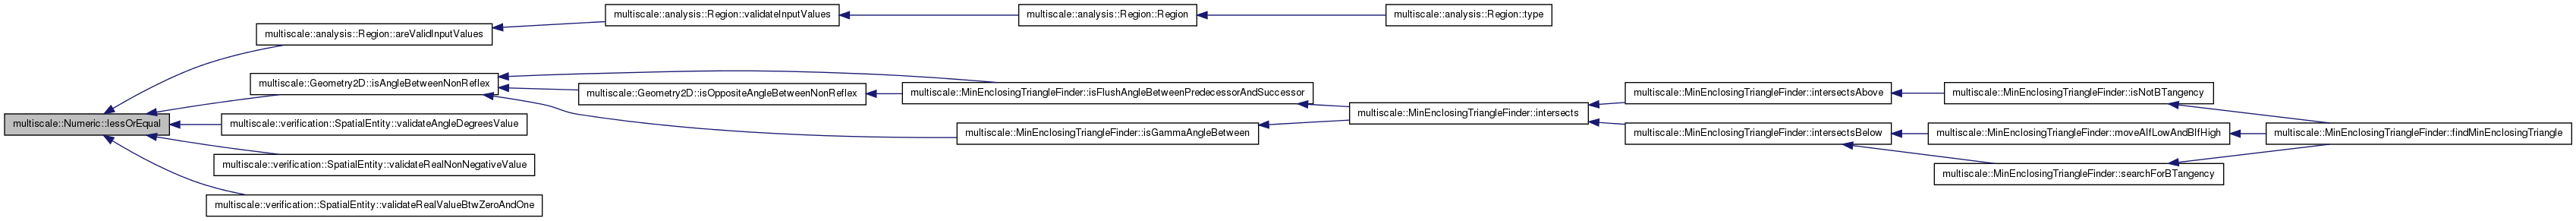 multiscale::analysis::Region::validateInputValues
multiscale::analysis::Region::Region
multiscale::analysis::Region::type
multiscale::analysis::Region::areValidInputValues
multiscale::Geometry2D::isAngleBetweenNonReflex
multiscale::Geometry2D::isOppositeAngleBetweenNonReflex
multiscale::MinEnclosingTriangleFinder::isFlushAngleBetweenPredecessorAndSuccessor
multiscale::MinEnclosingTriangleFinder::intersectsAbove
multiscale::MinEnclosingTriangleFinder::isNotBTangency
multiscale::MinEnclosingTriangleFinder::intersects
multiscale::Numeric::lessOrEqual
multiscale::verification::SpatialEntity::validateAngleDegreesValue
multiscale::MinEnclosingTriangleFinder::isGammaAngleBetween
multiscale::MinEnclosingTriangleFinder::intersectsBelow
multiscale::MinEnclosingTriangleFinder::moveAIfLowAndBIfHigh
multiscale::MinEnclosingTriangleFinder::findMinEnclosingTriangle
multiscale::verification::SpatialEntity::validateRealNonNegativeValue
multiscale::MinEnclosingTriangleFinder::searchForBTangency
multiscale::verification::SpatialEntity::validateRealValueBtwZeroAndOne